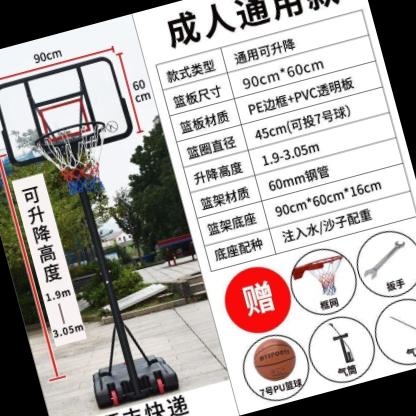 成人通用款
90cm
60
cm
可升降高度
1.9m
3.05m
款式类型 通用可升降
篮板尺寸 90cm*60cm
篮板材质 PE边框+PVC透明板
篮圈直径 45cm(可投7号球)
升降高度 1.9-3.05m
篮架材质 60mm钢管
篮架底座 90cm*60cm*16cm
底座配种 注入水/沙子配重
赠
框网
扳手
7号PU篮球
气筒
快递